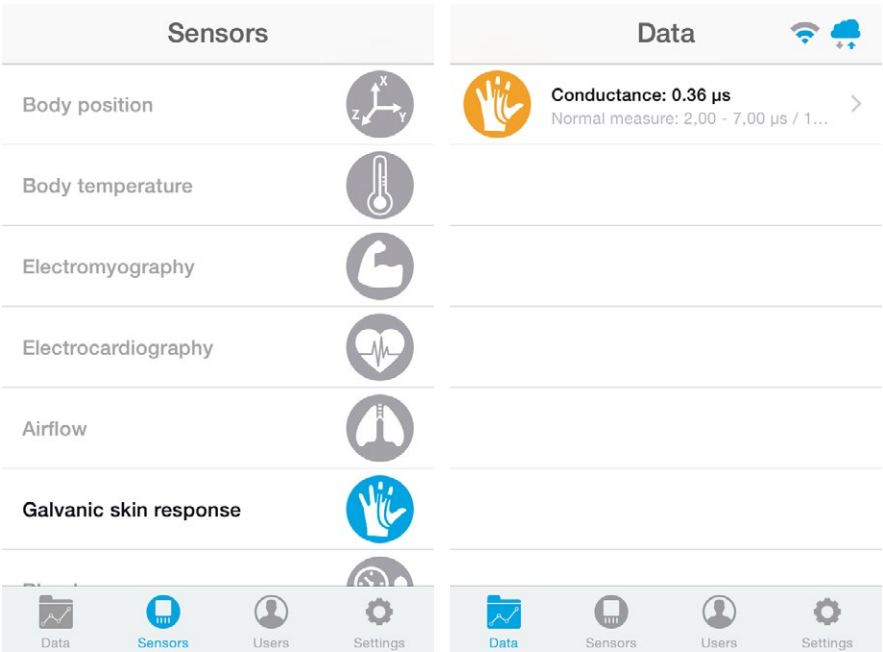 Sensors
Body position
X
Z
Y
Body temperature
Electromyography
Electrocardiography
Airflow
Galvanic skin response
Data
Sensors
Users
Settings
Data
Conductance: 0.36 µs
Normal measure: 2,00 - 7,00 µs / 1...
Data
Sensors
Users
Settings